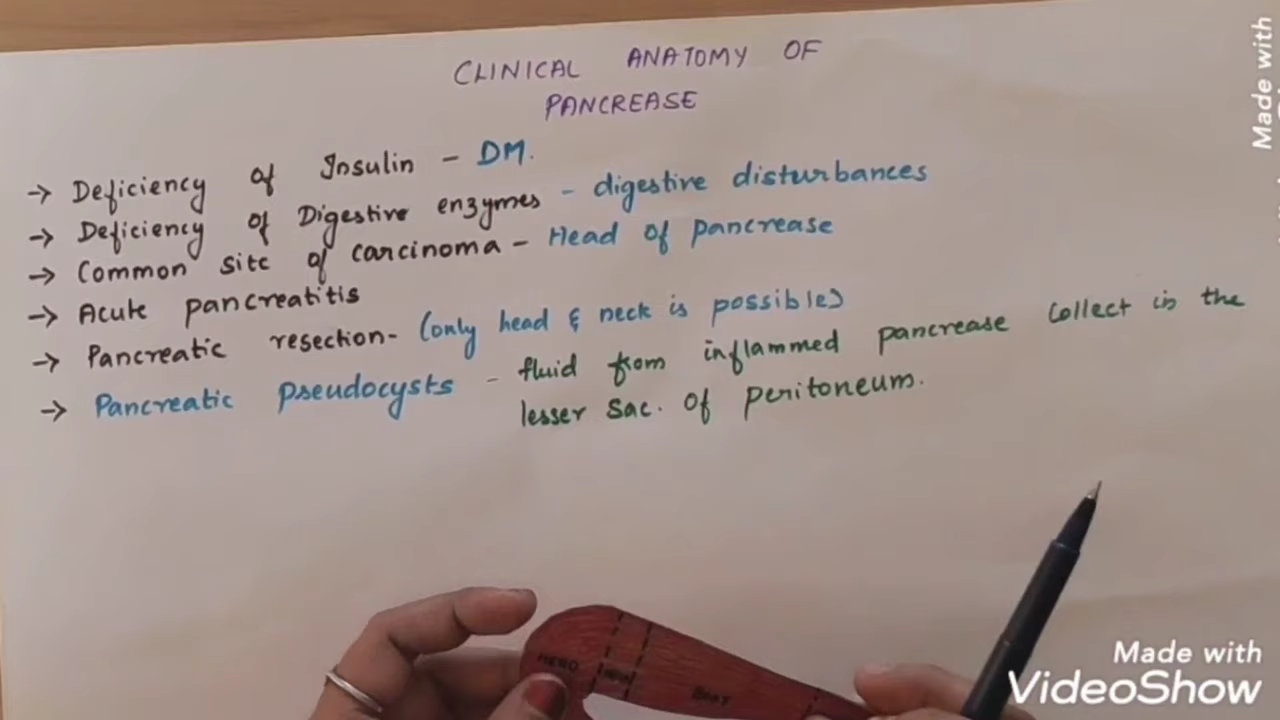 CLINICAL ANATOMY OF
PANCREASE
→ Deficiency of Insulin - DM.
→ Deficiency of Digestive enzymes - digestive disturbances
→ Common site of carcinoma - Head of pancrease
→ Acute pancreatitis
→ Pancreatic resection- (only head & neck is possible)
→ Pancreatic pseudocysts - fluid from inflammed pancrease collect in the
lesser sac. of peritoneum.
HEAD
NECK
BODY
Made with
VideoShow
Made with